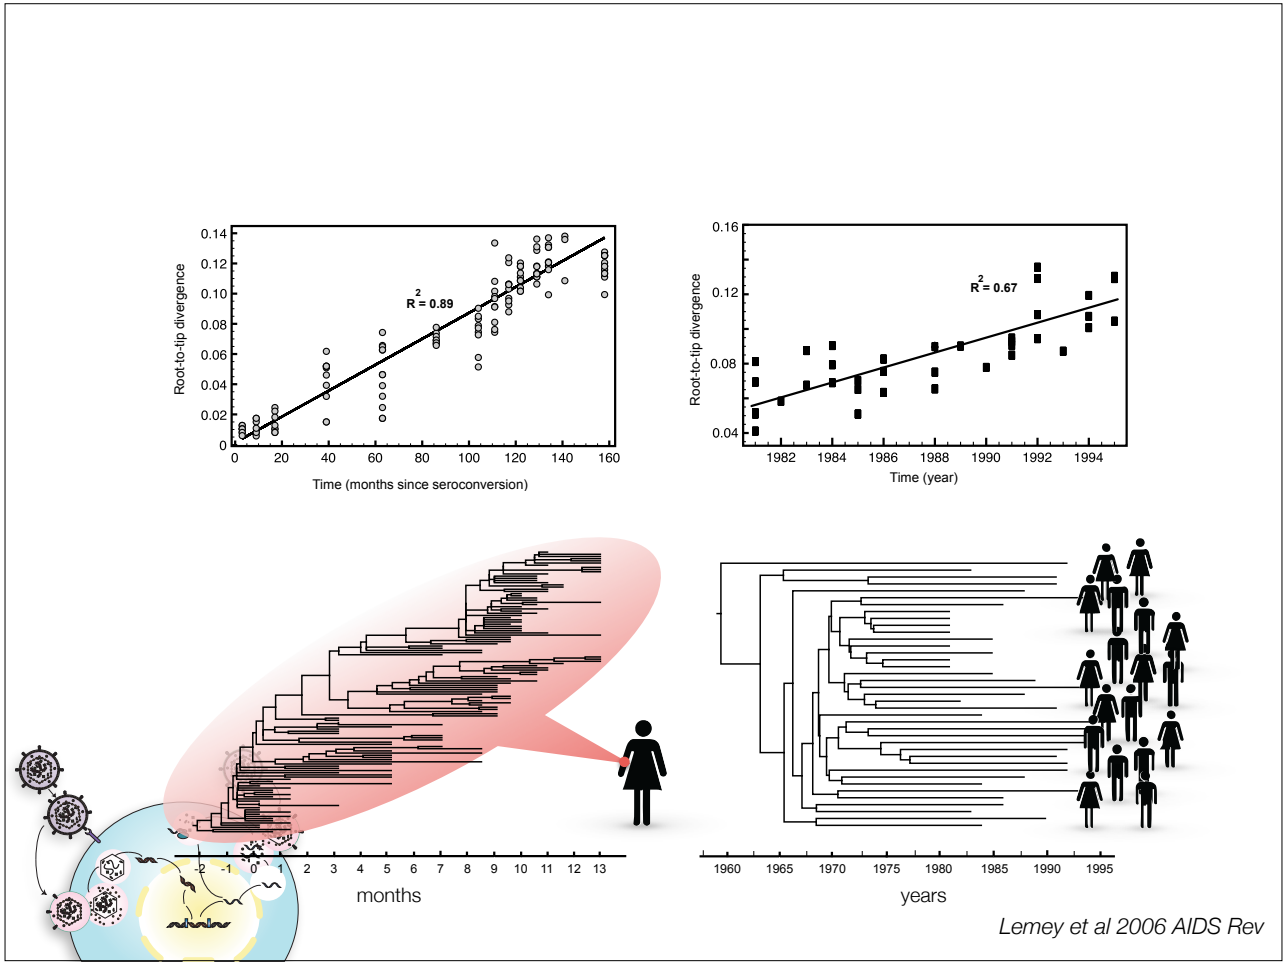 0.14
0.12
0.10
0.08
0.06
0.04
0.02
0
Root-to-tip divergence
R² = 0.89
0 20 40 60 80 100 120 140 160
Time (months since seroconversion)
0.16
0.12
0.08
0.04
Root-to-tip divergence
R² = 0.67
1982 1984 1986 1988 1990 1992 1994
Time (year)
-2 -1 0 1 2 3 4 5 6 7 8 9 10 11 12 13
months
1960 1965 1970 1975 1980 1985 1990 1995
years
Lemey et al 2006 AIDS Rev